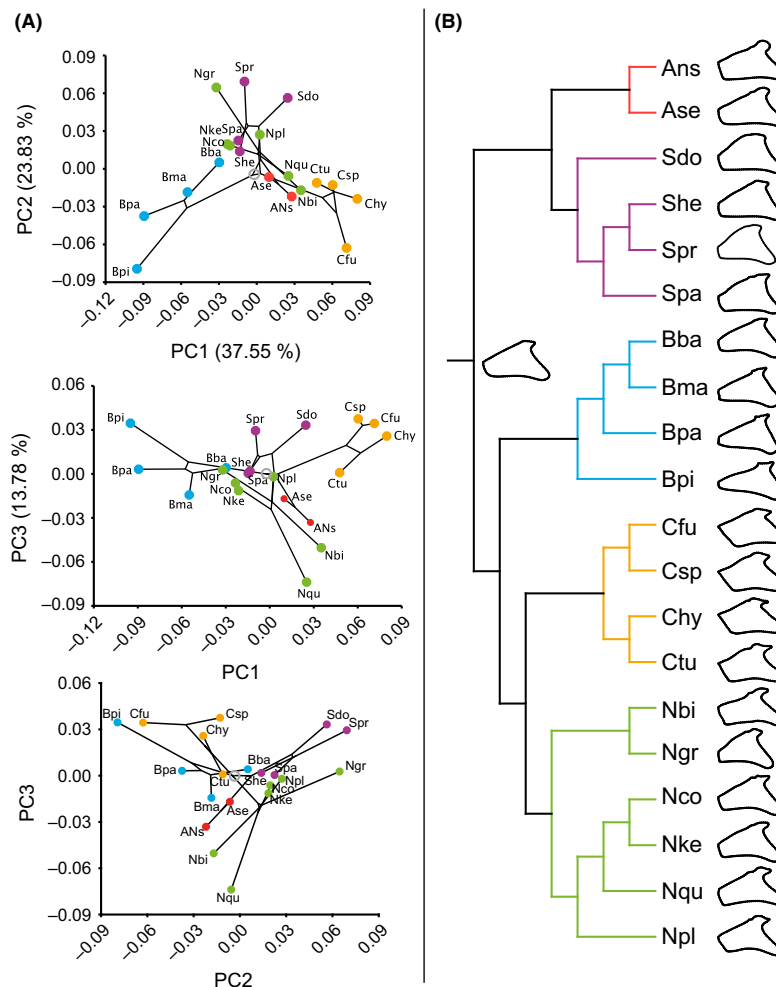 (A)
(B)
0.09
0.06
0.03
0.00
−0.03
−0.06
−0.09
PC2 (23.83 %)
Ngr
Spr
Sdo
Nke
Spa
Nco
Npl
Bba
She
Nqu
Ctu
Csp
Bma
Ase
Nbi
Chy
Bpa
ANs
Cfu
Bpi
−0.12
−0.09
−0.06
−0.03
0.00
0.03
0.06
0.09
PC1 (37.55 %)
0.06
0.03
0.00
−0.03
−0.06
−0.09
PC3 (13.78 %)
Bpi
Spr
Sdo
Csp
Cfu
Chy
Bpa
Bba
She
Ngr
Spa
Npl
Ctu
Bma
Nco
Nke
Ase
ANs
Nbi
Nqu
−0.12
−0.09
−0.06
−0.03
0.00
0.03
0.06
0.09
PC1
0.06
0.03
0.00
−0.03
−0.06
−0.09
PC3
Bpi
Cfu
Csp
Sdo
Spr
Chy
Bpa
Bba
Ctu
She
Spa
Npl
Ngr
Bma
Nco
Nke
Ase
ANs
Nbi
Nqu
−0.09
−0.06
−0.03
0.00
0.03
0.06
0.09
PC2
Ans
Ase
Sdo
She
Spr
Spa
Bba
Bma
Bpa
Bpi
Cfu
Csp
Chy
Ctu
Nbi
Ngr
Nco
Nke
Nqu
Npl